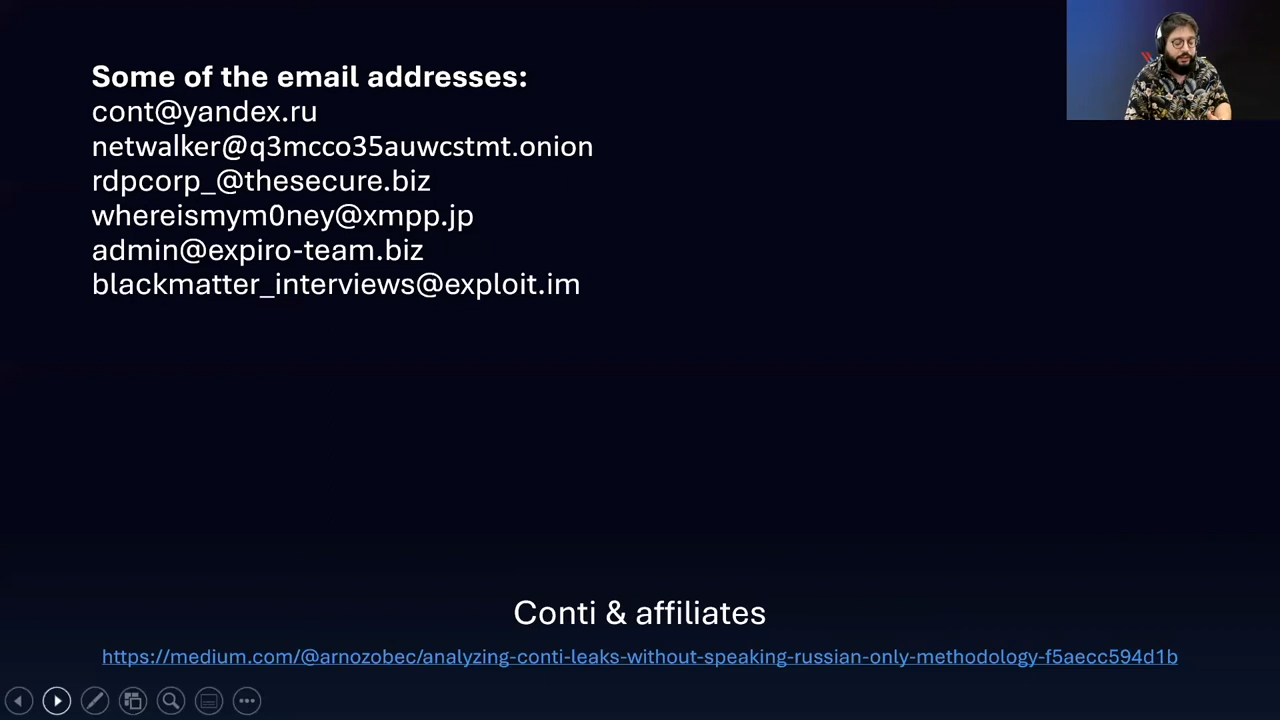 Some of the email addresses:
cont@yandex.ru
netwalker@q3mcco35auwcstmt.onion
rdpcorp_@thesecure.biz
whereismym0ney@xmpp.jp
admin@expiro-team.biz
blackmatter_interviews@exploit.im
Conti & affiliates
https://medium.com/@arnozobec/analyzing-conti-leaks-without-speaking-russian-only-methodology-f5aecc594d1b